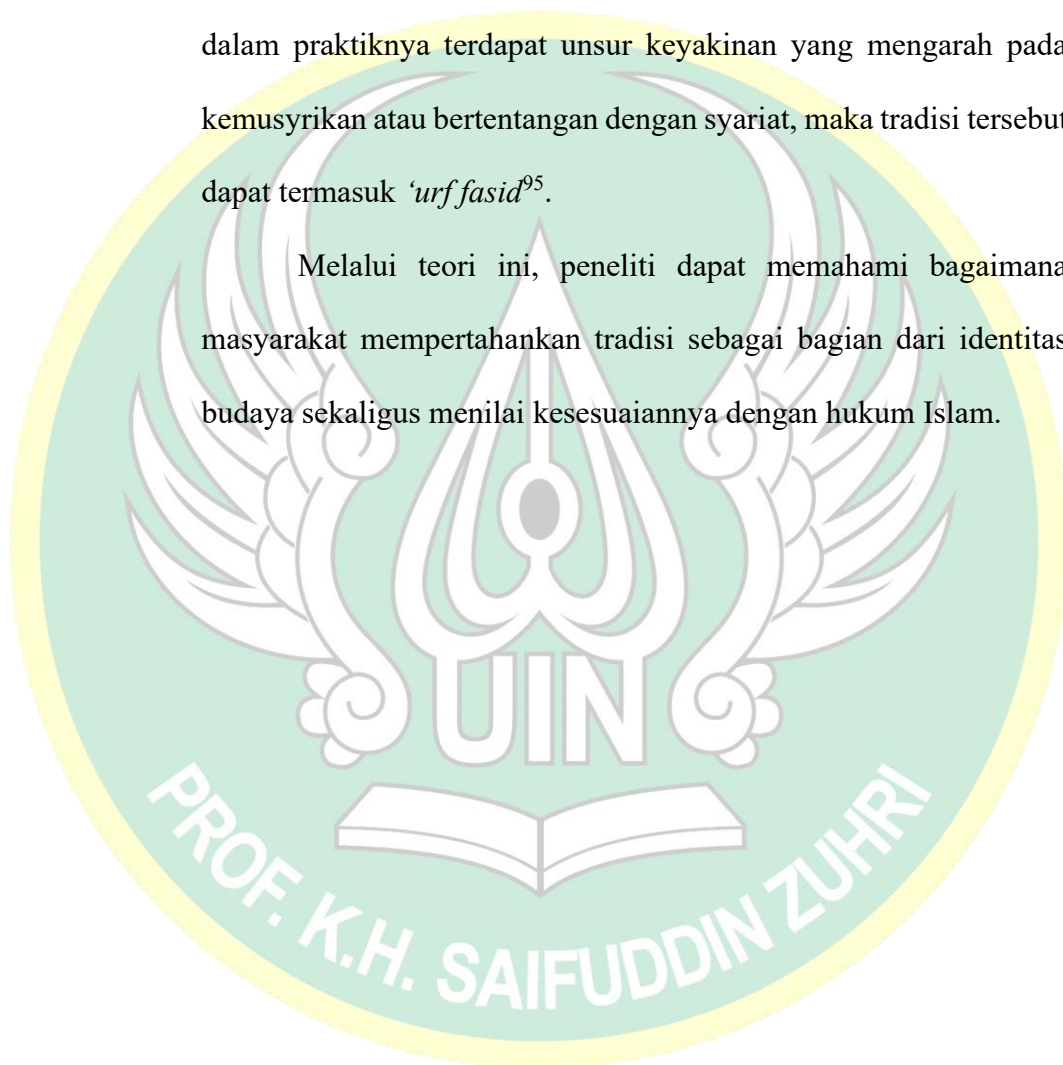 dalam praktiknya terdapat unsur keyakinan yang mengarah pada
kemusyrikan atau bertentangan dengan syariat, maka tradisi tersebut
dapat termasuk ‘urf fasid⁹⁵.
Melalui teori ini, peneliti dapat memahami bagaimana
masyarakat mempertahankan tradisi sebagai bagian dari identitas
budaya sekaligus menilai kesesuaiannya dengan hukum Islam.
UIN
PROF. K.H. SAIFUDDIN ZUHRI